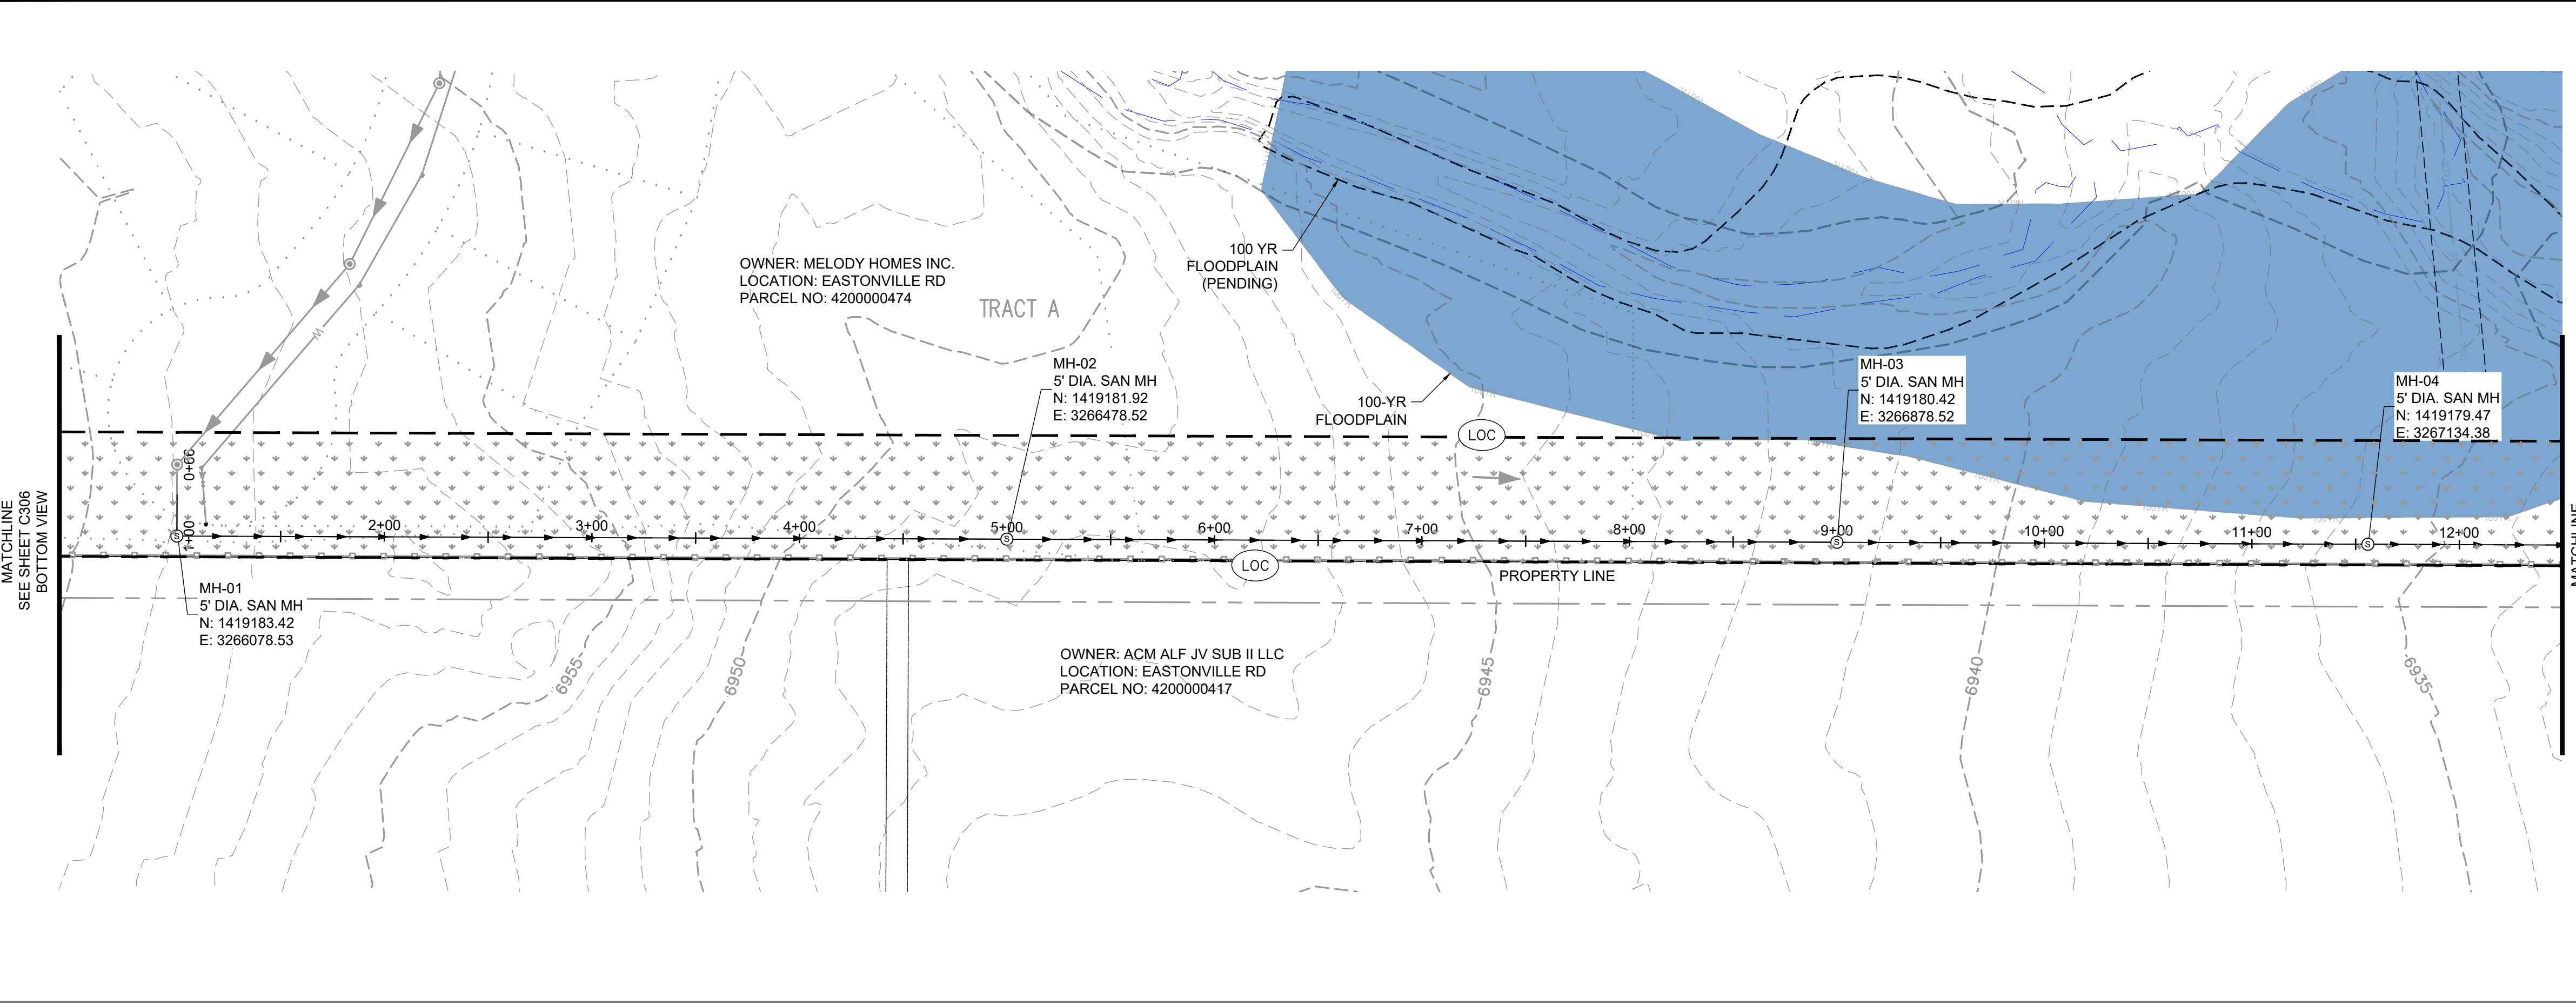 OWNER: MELODY HOMES INC.
LOCATION: EASTONVILLE RD
PARCEL NO: 4200000474
TRACT A
100 YR
FLOODPLAIN
(PENDING)
100-YR
FLOODPLAIN
MH-02
5' DIA. SAN MH
N: 1419181.92
E: 3266478.52
MH-03
5' DIA. SAN MH
N: 1419180.42
E: 3266878.52
MH-04
5' DIA. SAN MH
N: 1419179.47
E: 3267134.38
W
LOC
0+66
1+00
2+00
3+00
4+00
5+00
6+00
7+00
8+00
9+00
10+00
11+00
12+00
S
S
S
S
LOC
PROPERTY LINE
MATCHLINE
SEE SHEET C306
BOTTOM VIEW
MH-01
5' DIA. SAN MH
N: 1419183.42
E: 3266078.53
OWNER: ACM ALF JV SUB II LLC
LOCATION: EASTONVILLE RD
PARCEL NO: 4200000417
6955
6950
6945
6940
6935